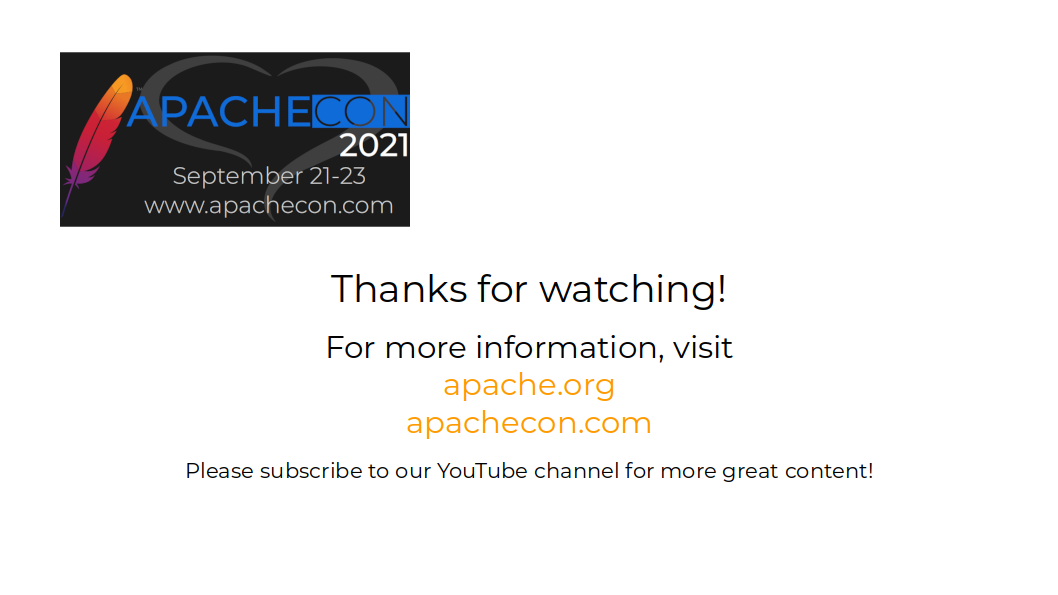 APACHECON
2021
September 21-23
www.apachecon.com
Thanks for watching!
For more information, visit
apache.org
apachecon.com
Please subscribe to our YouTube channel for more great content!